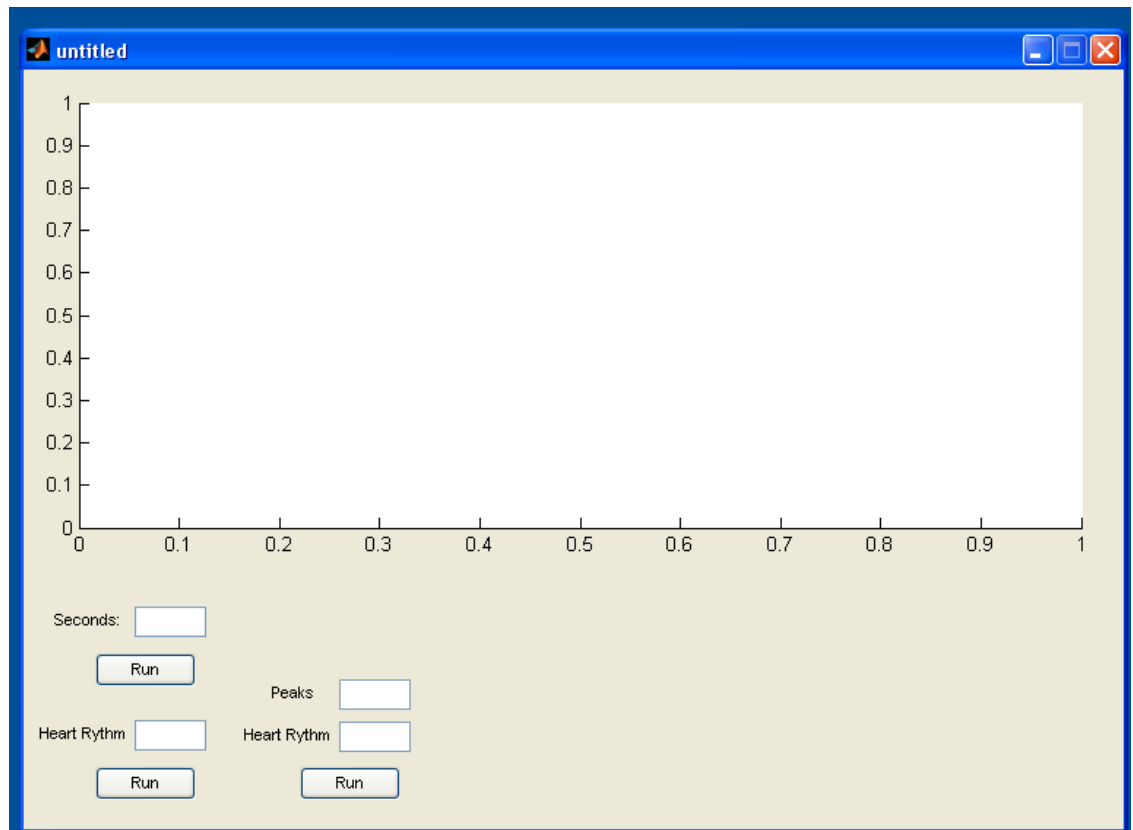 untitled
1
0.9
0.8
0.7
0.6
0.5
0.4
0.3
0.2
0.1
0
0 0.1 0.2 0.3 0.4 0.5 0.6 0.7 0.8 0.9 1
Seconds:
Run
Peaks
Heart Rythm Heart Rythm
Run Run